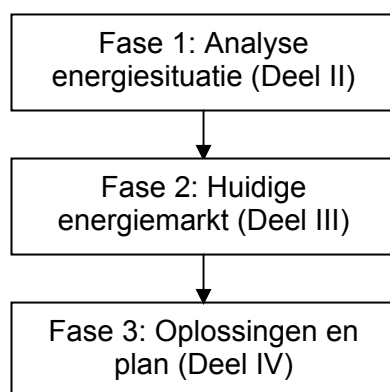 Fase 1: Analyse
energiesituatie (Deel II)
Fase 2: Huidige
energiemarkt (Deel III)
Fase 3: Oplossingen en
plan (Deel IV)